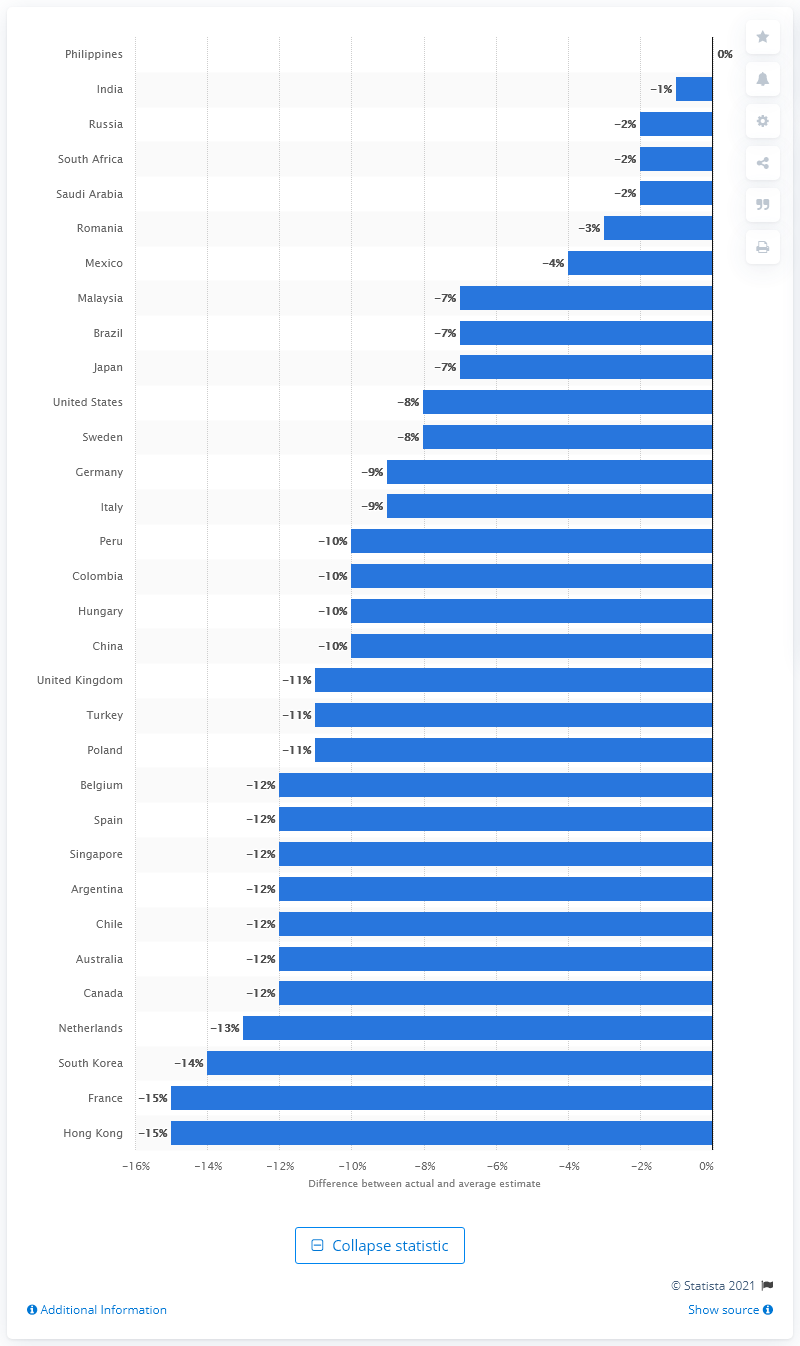 Philippines 0%
India −1%
Russia −2%
South Africa −2%
Saudi Arabia −2%
Romania −3%
Mexico −4%
Malaysia −7%
Brazil −7%
Japan −7%
United States −8%
Sweden −8%
Germany −9%
Italy −9%
Peru −10%
Colombia −10%
Hungary −10%
China −10%
United Kingdom −11%
Turkey −11%
Poland −11%
Belgium −12%
Spain −12%
Singapore −12%
Argentina −12%
Chile −12%
Australia −12%
Canada −12%
Netherlands −13%
South Korea −14%
France −15%
Hong Kong −15%
−16% −14% −12% −10% −8% −6% −4% −2% 0%
Difference between actual and average estimate
Collapse statistic
© Statista 2021
Additional Information Show source